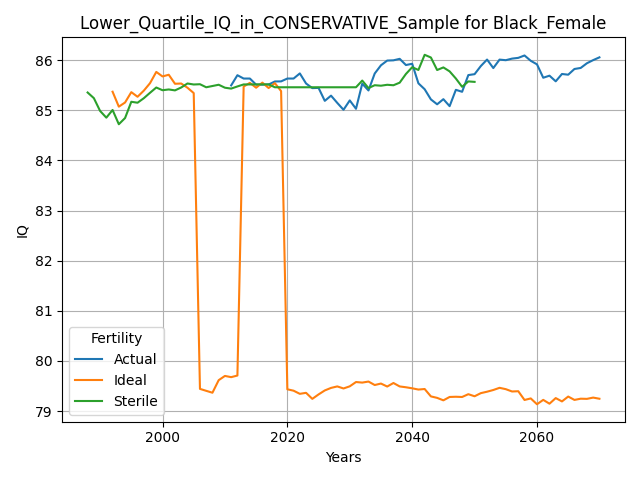 Lower_Quartile_IQ_in_CONSERVATIVE_Sample for Black_Female
86
85
84
83
82
81
80
79
IQ
Fertility
Actual
Ideal
Sterile
2000
2020
2040
2060
Years